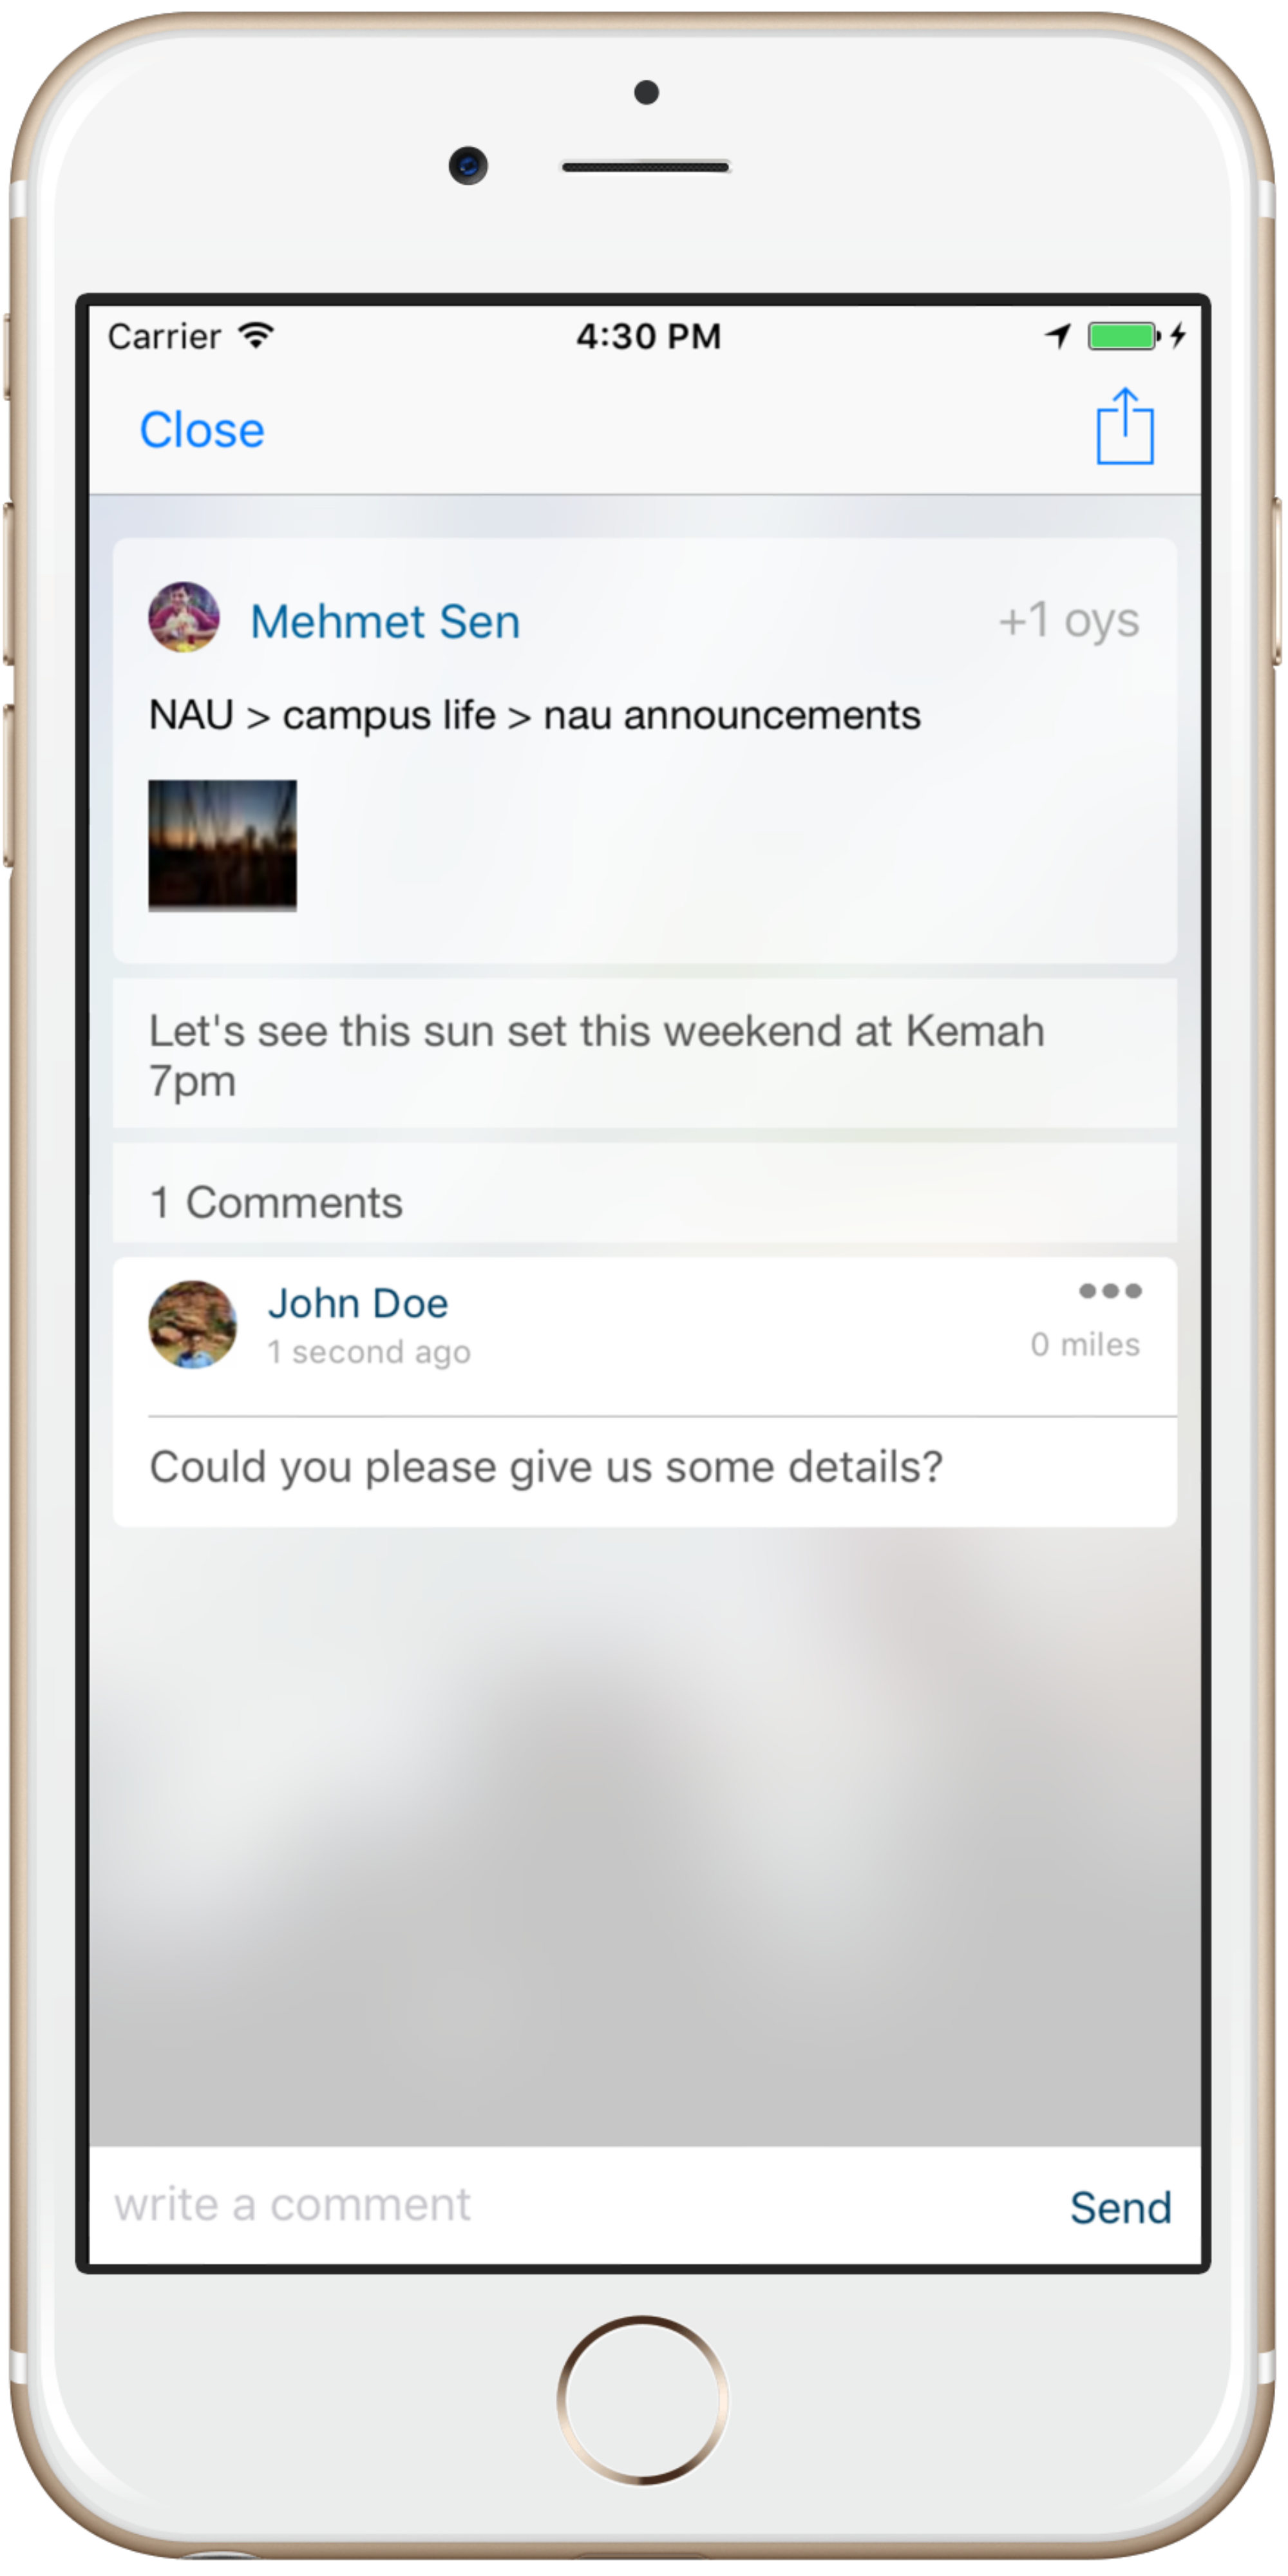 Carrier 4:30 PM
Close
Mehmet Sen +1 oys
NAU > campus life > nau announcements
Let's see this sun set this weekend at Kemah
7pm
1 Comments
John Doe
1 second ago 0 miles
Could you please give us some details?
write a comment Send